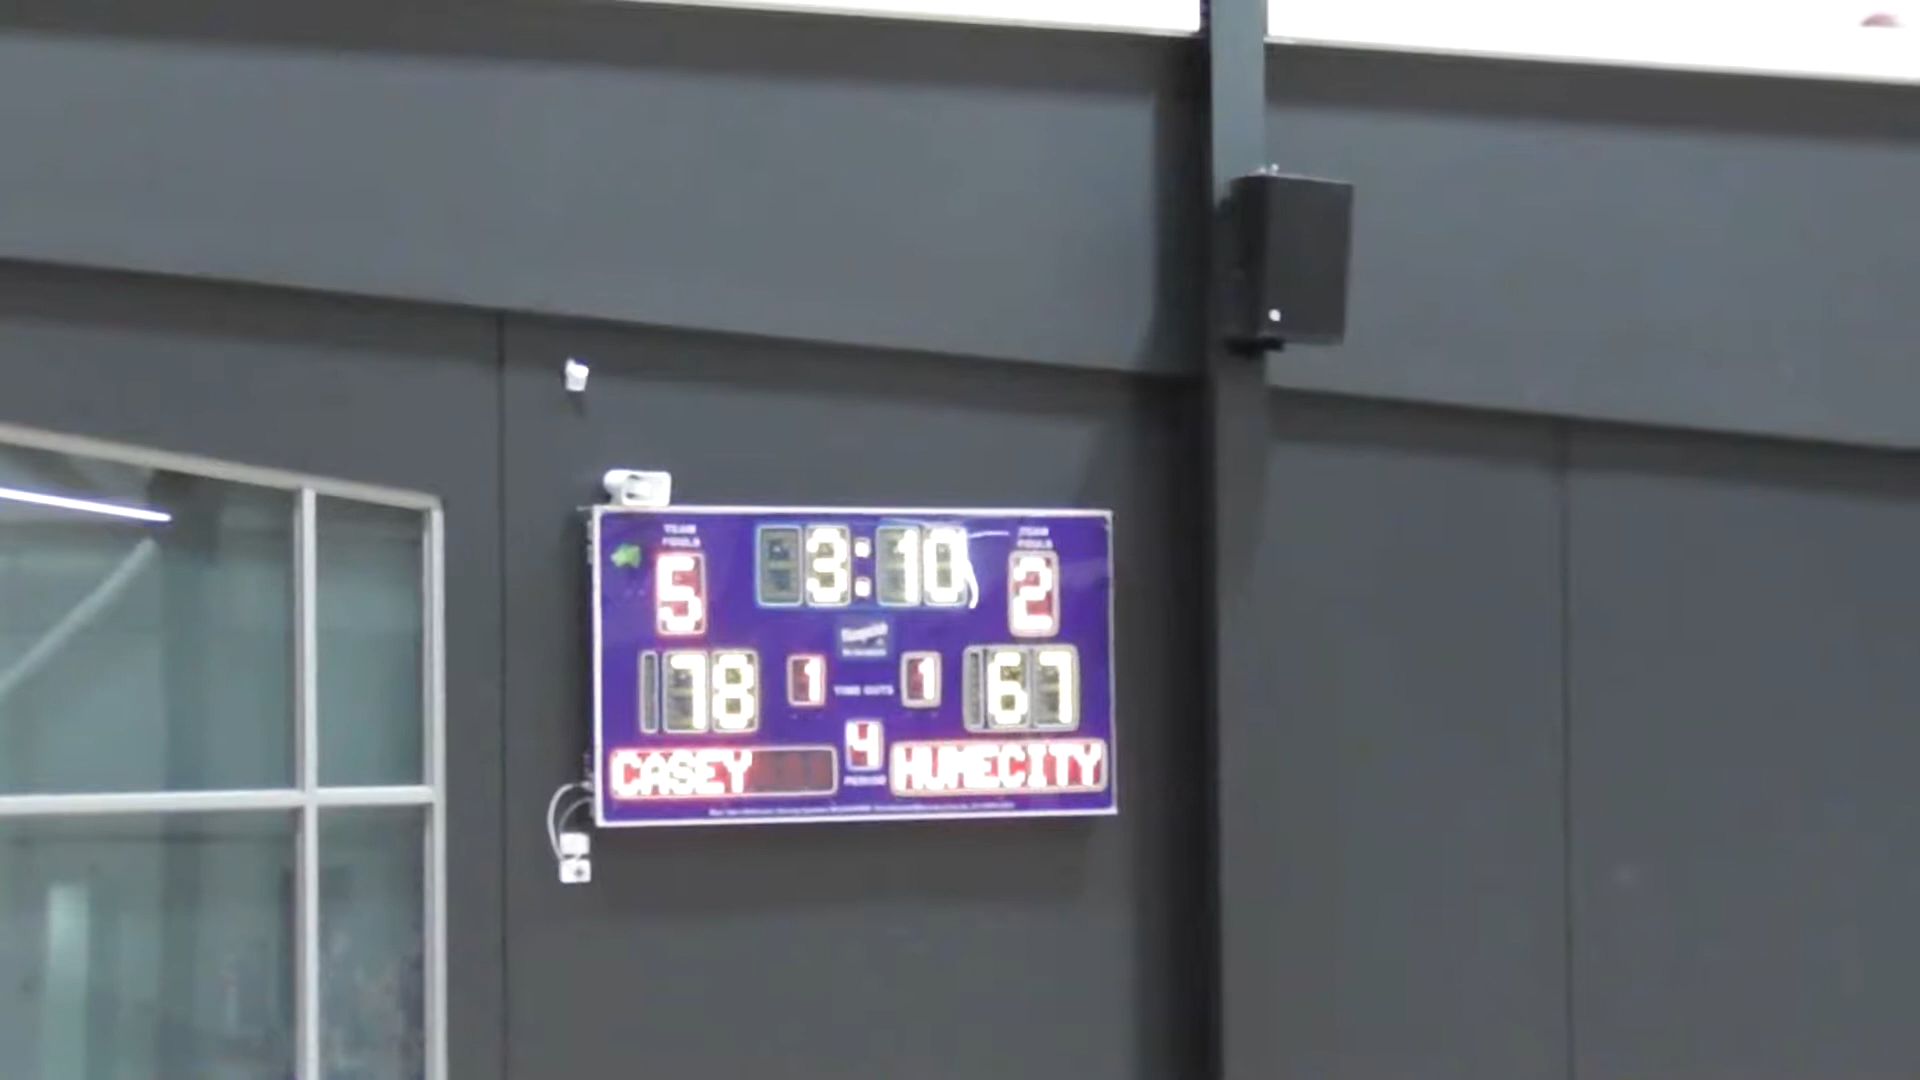 TEAM FOULS
3:10
TEAM FOULS
5
2
78
1
TIME OUTS
1
67
4
PERIOD
CASEY
HUMECITY